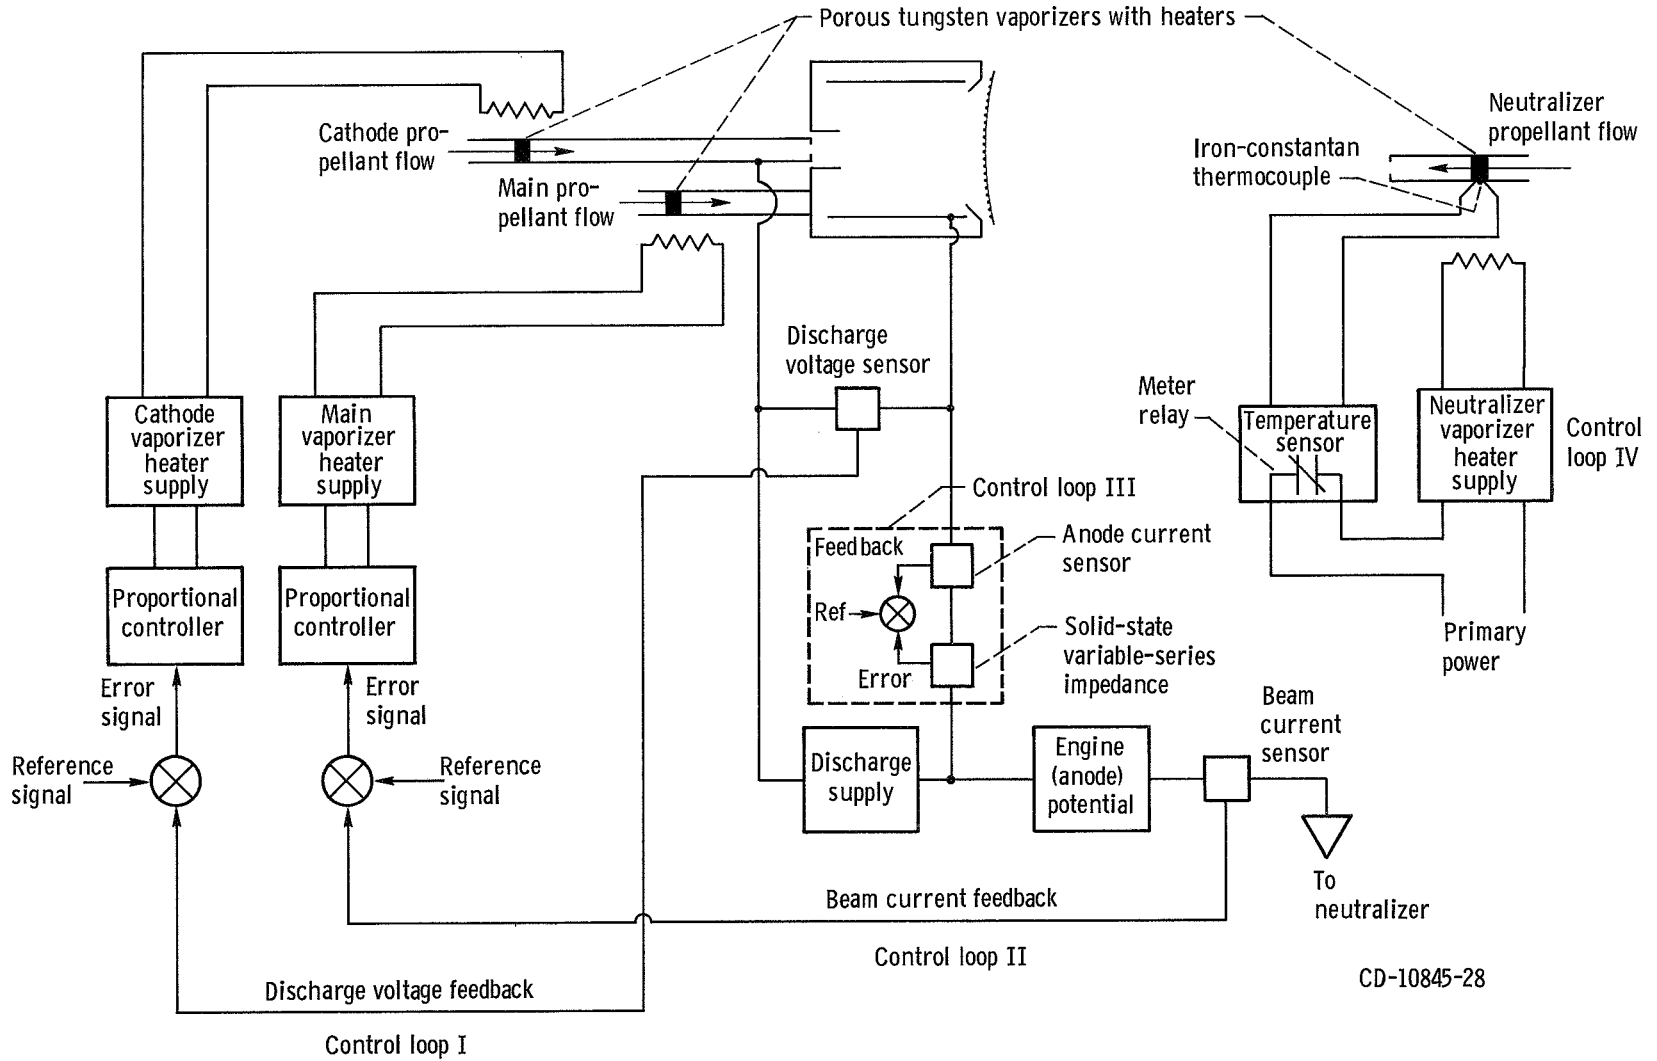 Porous tungsten vaporizers with heaters
Cathode pro-
pellant flow
Main pro-
pellant flow
Neutralizer
propellant flow
Iron-constantan
thermocouple
Discharge
voltage sensor
Meter
relay
Cathode
vaporizer
heater
supply
Main
vaporizer
heater
supply
Temperature
sensor
Neutralizer
vaporizer
heater
supply
Control
loop IV
Control loop III
Feedback
Anode current
sensor
Ref
Error
Solid-state
variable-series
impedance
Proportional
controller
Proportional
controller
Primary
power
Error
signal
Error
signal
Beam
current
sensor
Reference
signal
Reference
signal
Discharge
supply
Engine
(anode)
potential
To
neutralizer
Beam current feedback
Control loop II
CD-10845-28
Discharge voltage feedback
Control loop I